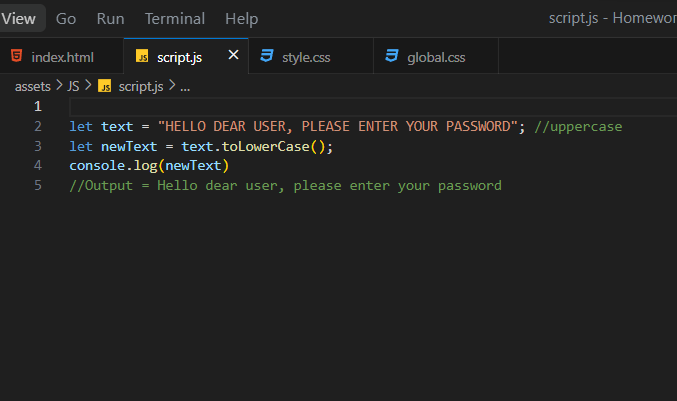 View Go Run Terminal Help script.js - Homewor
index.html JS script.js × style.css global.css
assets > JS > JS script.js > ...
1
2 let text = "HELLO DEAR USER, PLEASE ENTER YOUR PASSWORD"; //uppercase
3 let newText = text.toLowerCase();
4 console.log(newText)
5 //Output = Hello dear user, please enter your password